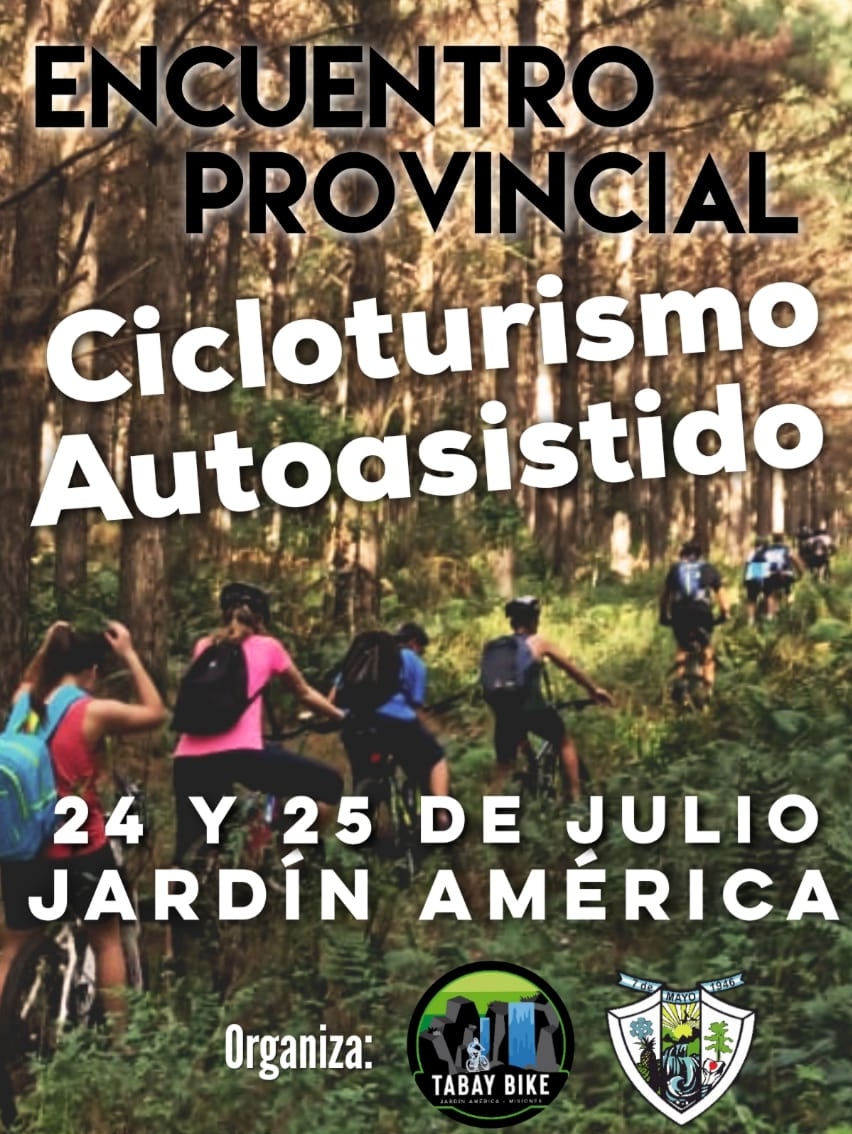 ENCUENTRO
PROVINCIAL
Cicloturismo
Autoasistido
24 Y 25 DE JULIO
JARDÍN AMÉRICA
Organiza:
TABAY BIKE
JARDÍN AMÉRICA - MISIONES
7 de MAYO 1946